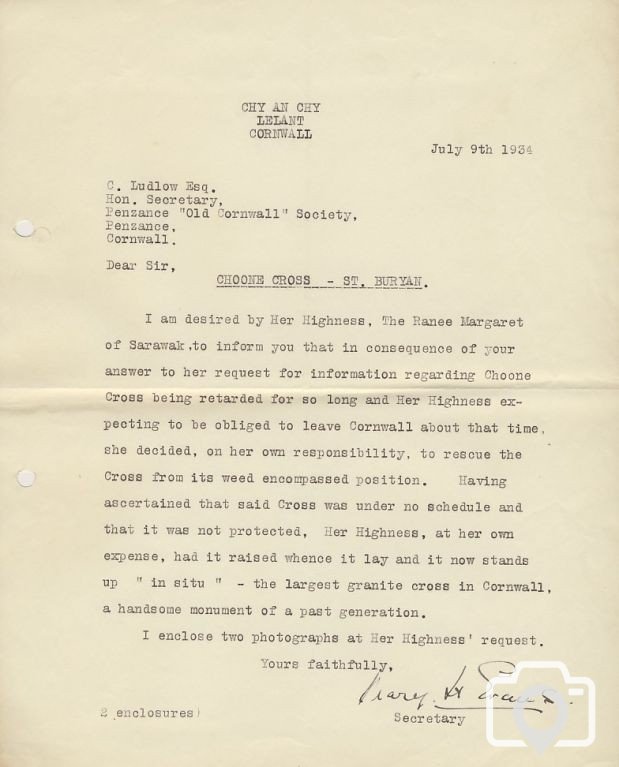 CHY AN CHY
LELANT
CORNWALL
July 9th 1934
C. Ludlow Esq.
Hon. Secretary,
Penzance "Old Cornwall" Society,
Penzance,
Cornwall.
Dear Sir,
CHOONE CROSS - ST. BURYAN.
I am desired by Her Highness, The Ranee Margaret
of Sarawak, to inform you that in consequence of your
answer to her request for information regarding Choone
Cross being retarded for so long and Her Highness ex-
pecting to be obliged to leave Cornwall about that time,
she decided, on her own responsibility, to rescue the
Cross from its weed encompassed position. Having
ascertained that said Cross was under no schedule and
that it was not protected, Her Highness, at her own
expense, had it raised whence it lay and it now stands
up " in situ " - the largest granite cross in Cornwall,
a handsome monument of a past generation.
I enclose two photographs at Her Highness' request.
Yours faithfully,
Mary H
Secretary
2 enclosures)